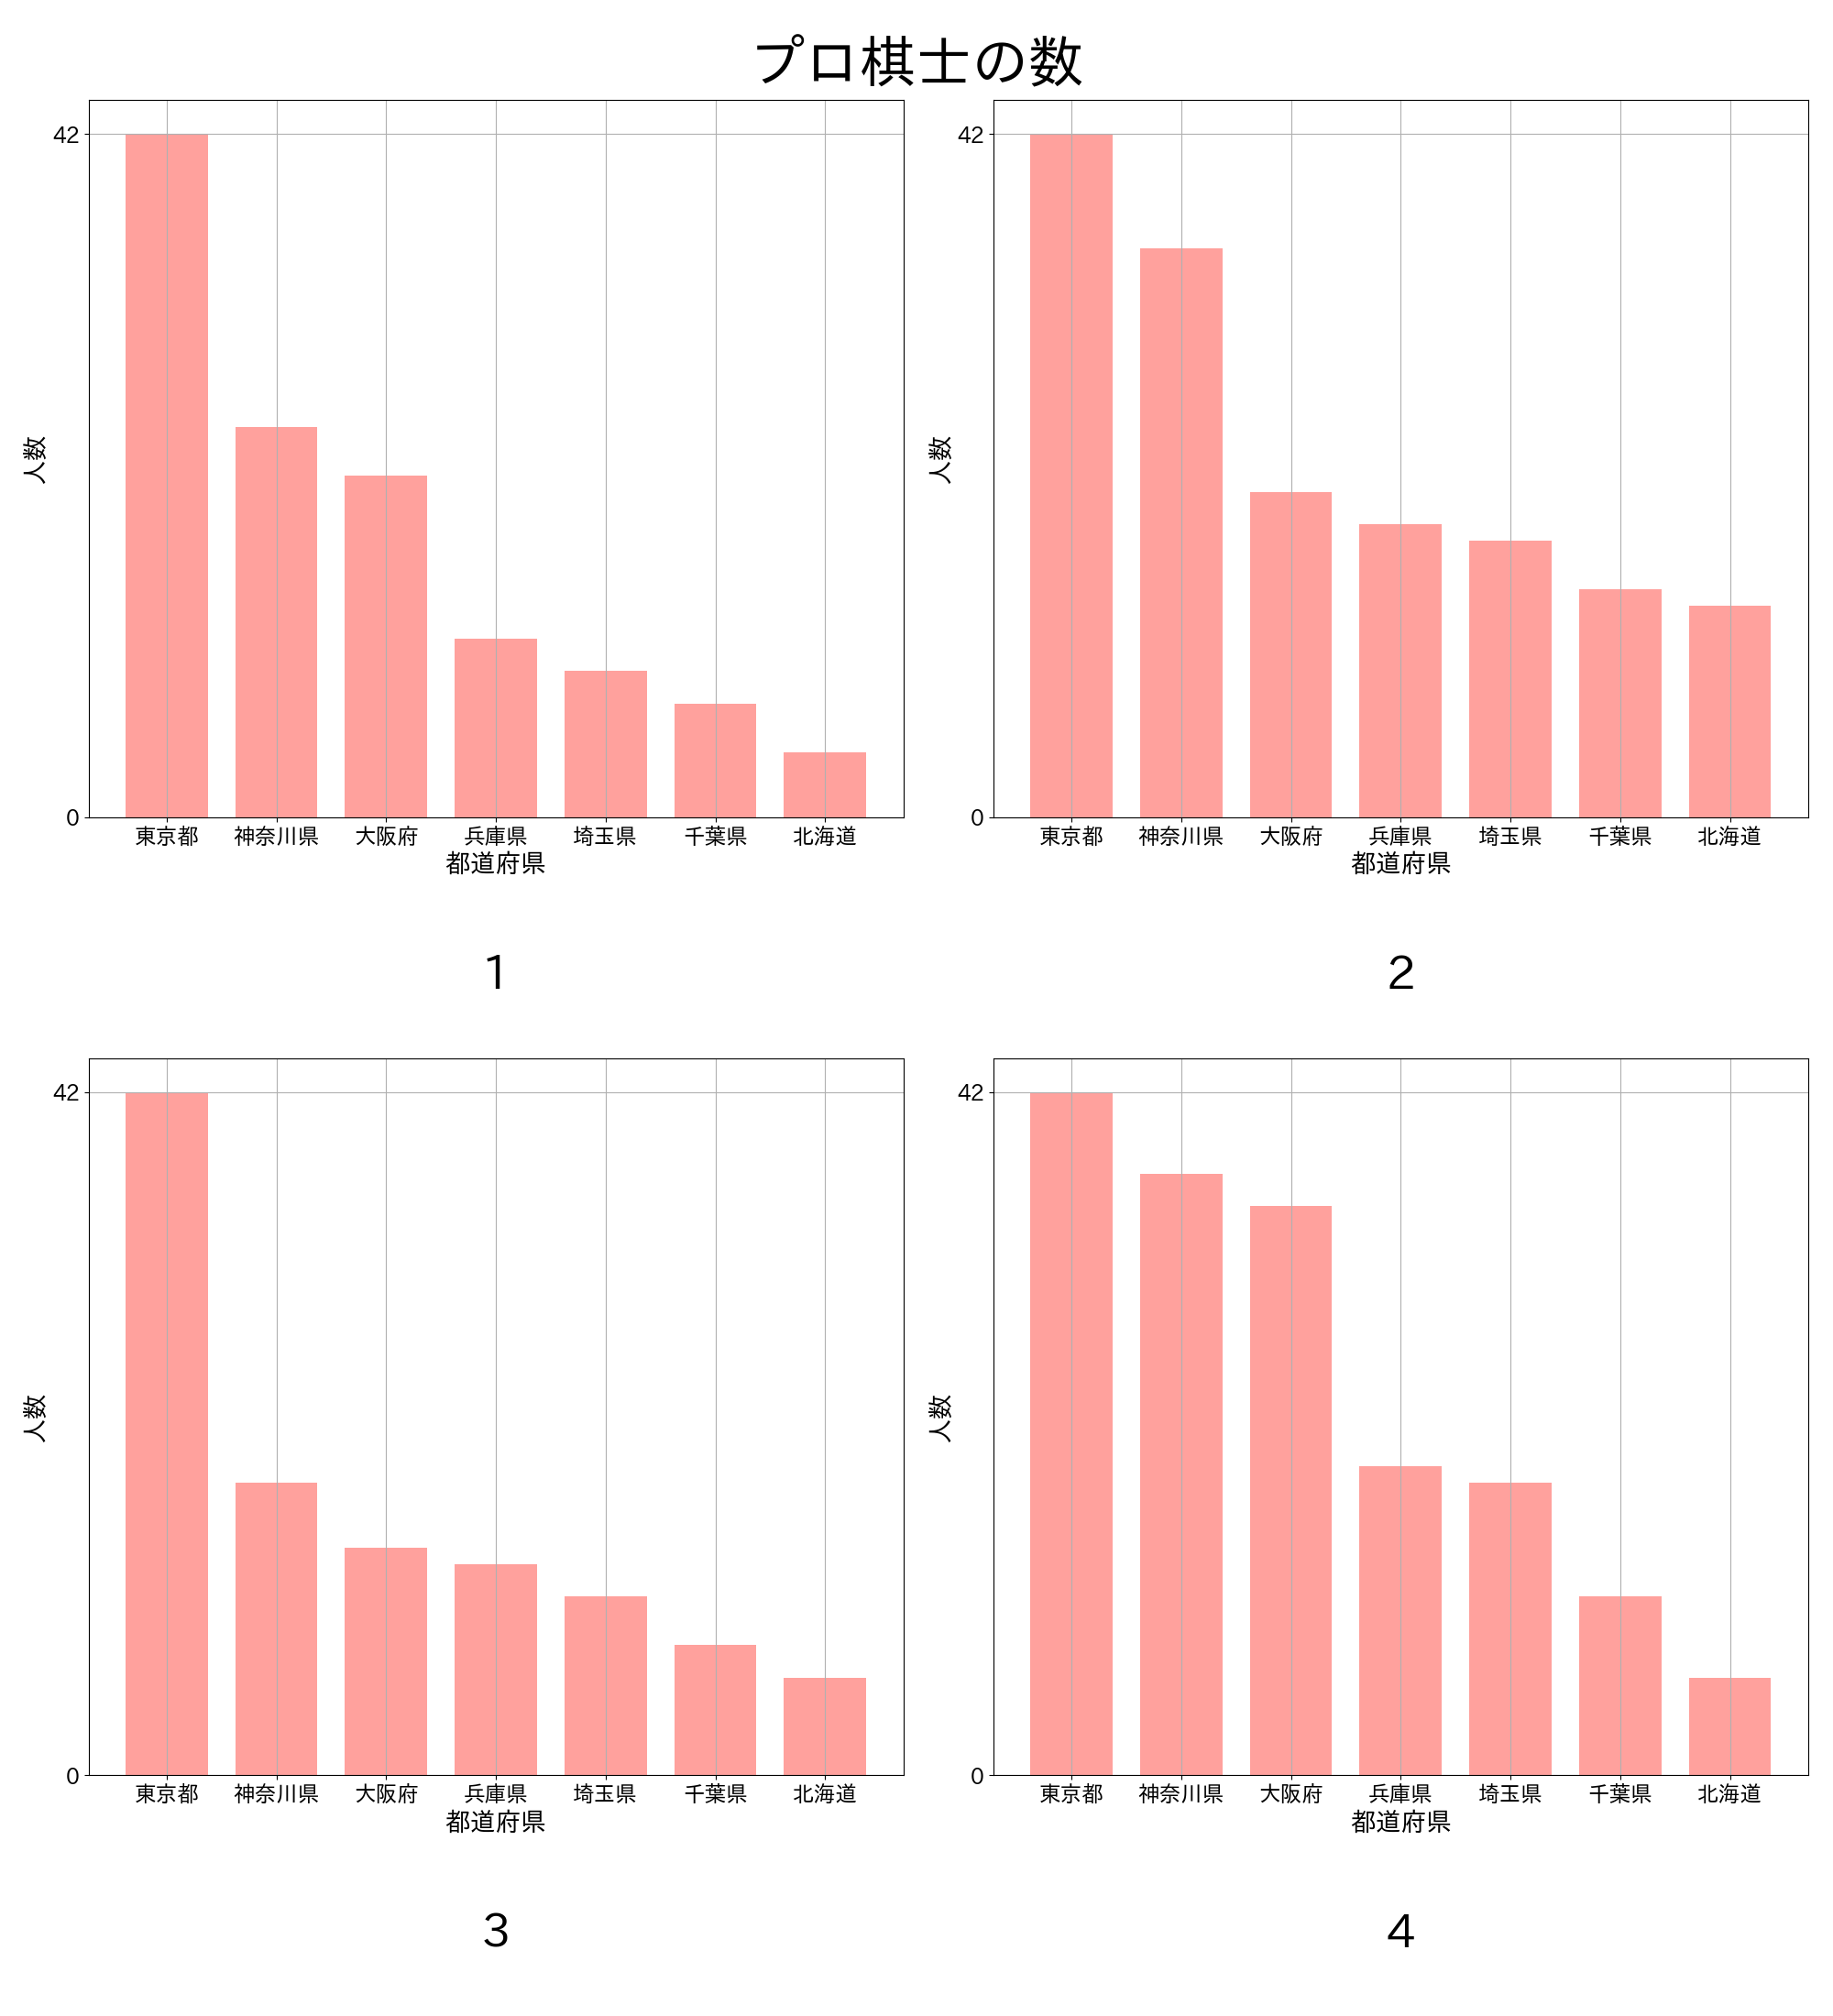 プロ棋士の数
42
0
人数
東京都 神奈川県 大阪府 兵庫県 埼玉県 千葉県 北海道
都道府県
1
42
0
人数
東京都 神奈川県 大阪府 兵庫県 埼玉県 千葉県 北海道
都道府県
2
42
0
人数
東京都 神奈川県 大阪府 兵庫県 埼玉県 千葉県 北海道
都道府県
3
42
0
人数
東京都 神奈川県 大阪府 兵庫県 埼玉県 千葉県 北海道
都道府県
4